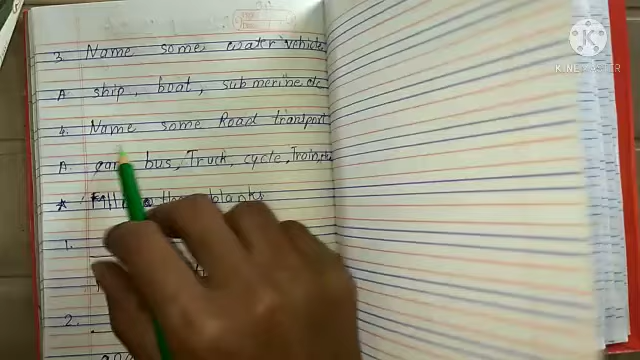 3. Name some water vehicles
A. ship, boat, submerine etc
4. Name some Road transport
A. car, bus, Truck, cycle, Train, etc
* Fill the blanks
1.
2.
KINEMASTER